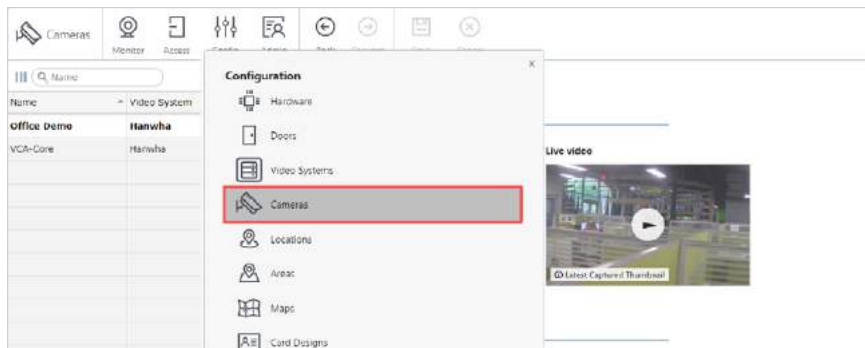 Cameras
Monitor
Access
Name
Name
Video System
Office Demo
Hanwha
VCA-Core
Hanwha
x
Configuration
Hardware
Doors
Video Systems
Cameras
Locations
Areas
Maps
Card Designs
Live video
Latest Captured Thumbnail